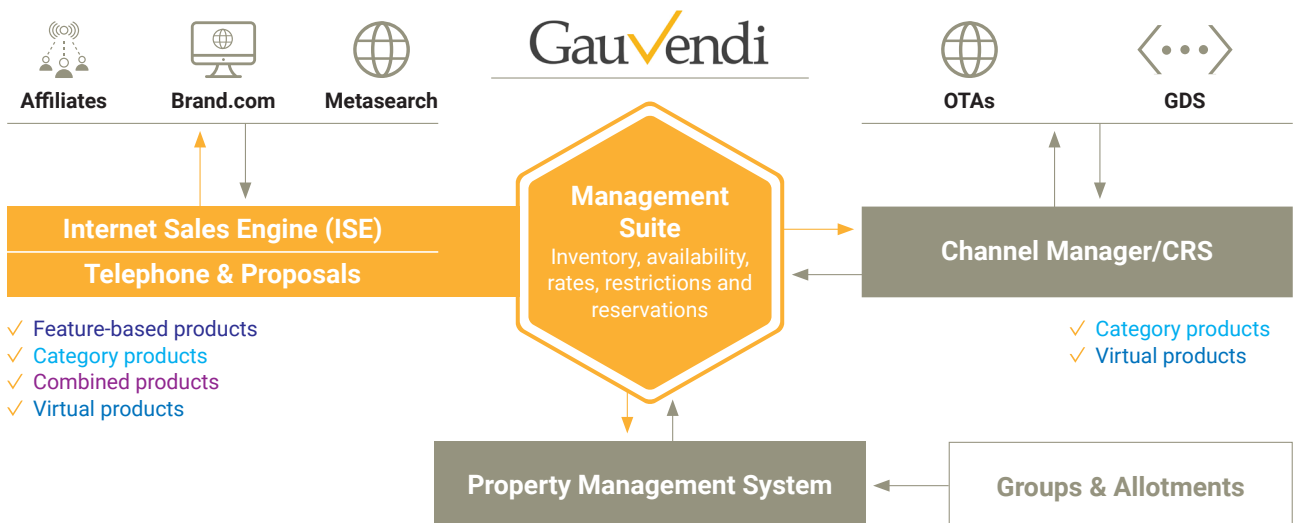 GauVendi
Affiliates
Brand.com
Metasearch
OTAs
GDS
Internet Sales Engine (ISE)
Telephone & Proposals
Management
Suite
Inventory, availability,
rates, restrictions and
reservations
Channel Manager/CRS
Feature-based products
Category products
Combined products
Virtual products
Category products
Virtual products
Property Management System
Groups & Allotments